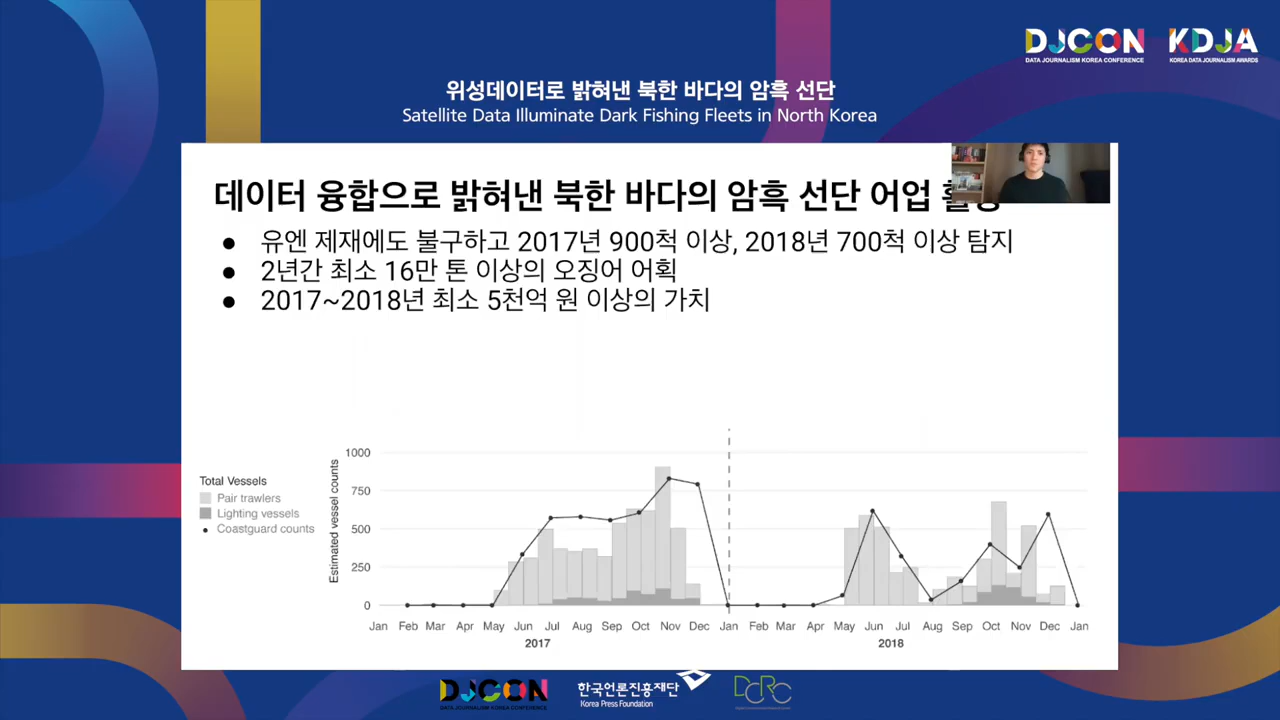 DJCON KDJA
DATA JOURNALISM KOREA CONFERENCE KOREA DATA JOURNALISM AWARDS
위성데이터로 밝혀낸 북한 바다의 암흑 선단
Satellite Data Illuminate Dark Fishing Fleets in North Korea
데이터 융합으로 밝혀낸 북한 바다의 암흑 선단 어업
● 유엔 제재에도 불구하고 2017년 900척 이상, 2018년 700척 이상 탐지
● 2년간 최소 16만 톤 이상의 오징어 어획
● 2017~2018년 최소 5천억 원 이상의 가치
Total Vessels
Pair trawlers
Lighting vessels
Coastguard counts
Estimated vessel counts
1000
750
500
250
0
Jan Feb Mar Apr May Jun Jul Aug Sep Oct Nov Dec Jan Feb Mar Apr May Jun Jul Aug Sep Oct Nov Dec Jan
2017 2018
DJCON 한국언론진흥재단 DCRC
DATA JOURNALISM KOREA CONFERENCE Korea Press Foundation